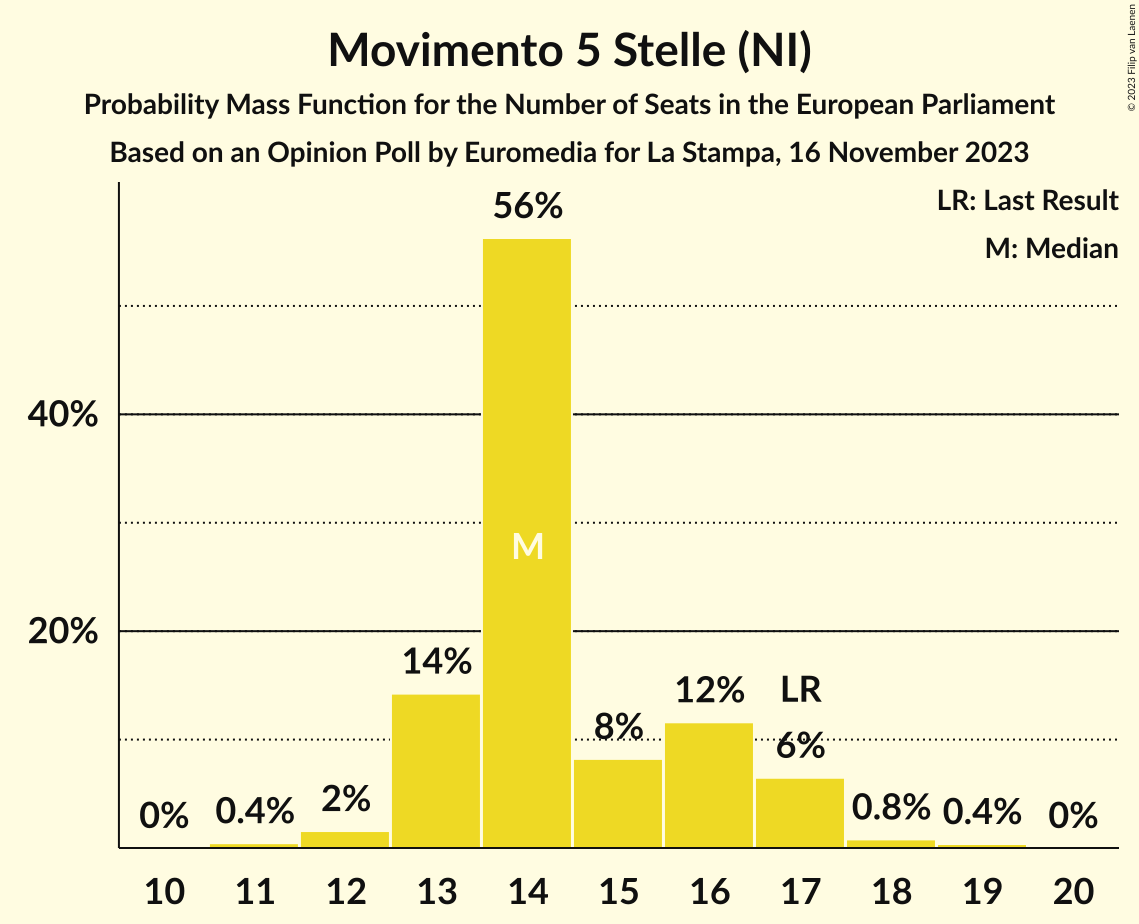 Movimento 5 Stelle (NI)
Probability Mass Function for the Number of Seats in the European Parliament
Based on an Opinion Poll by Euromedia for La Stampa, 16 November 2023
© 2023 Filip van Laenen
LR: Last Result
M: Median
56%
40%
M
20%
14%
12%
LR
8%
6%
2%
0%
0.4%
0.8%
0.4%
0%
10 11 12 13 14 15 16 17 18 19 20